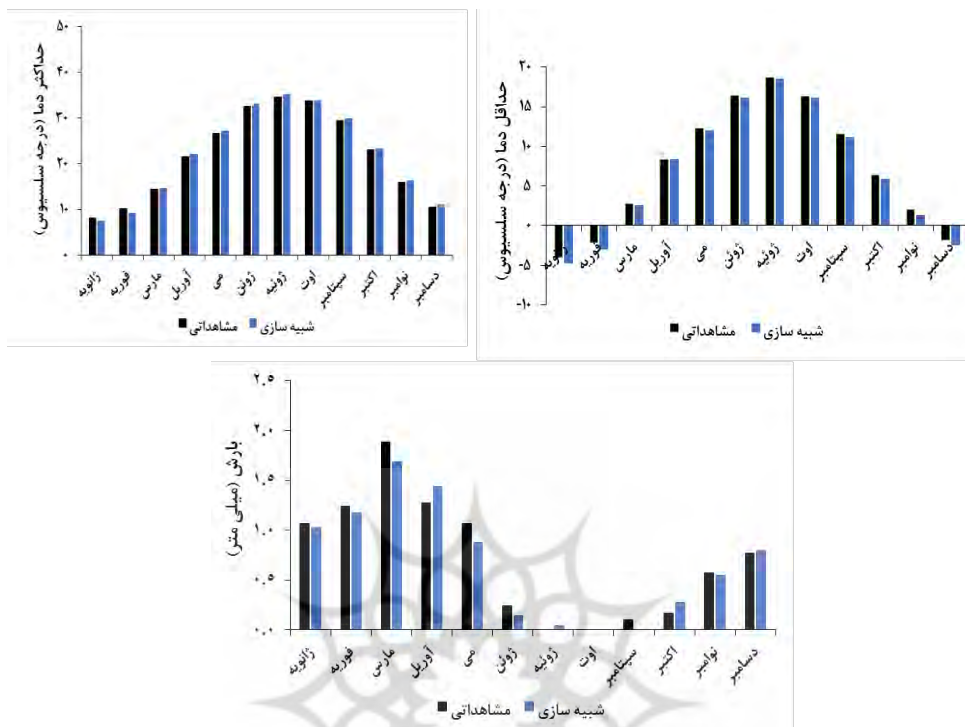 حداکثر دما (درجه سلسیوس)
۵۰
۴۰
۳۰
۲۰
۱۰
۰
ژانویه
فوریه
مارس
آوریل
می
ژوئن
ژوئیه
اوت
سپتامبر
اکتبر
نوامبر
دسامبر
مشاهداتی
شبیه سازی
حداقل دما (درجه سلسیوس)
۲۰
۱۵
۱۰
۵
۰
-۵
-۱۰
ژانویه
فوریه
مارس
آوریل
می
ژوئن
ژوئیه
اوت
سپتامبر
اکتبر
نوامبر
دسامبر
مشاهداتی
شبیه سازی
بارش (میلی متر)
۲.۵
۲.۰
۱.۵
۱.۰
۰.۵
۰.۰
ژانویه
فوریه
مارس
آوریل
می
ژوئن
ژوئیه
اوت
سپتامبر
اکتبر
نوامبر
دسامبر
مشاهداتی
شبیه سازی